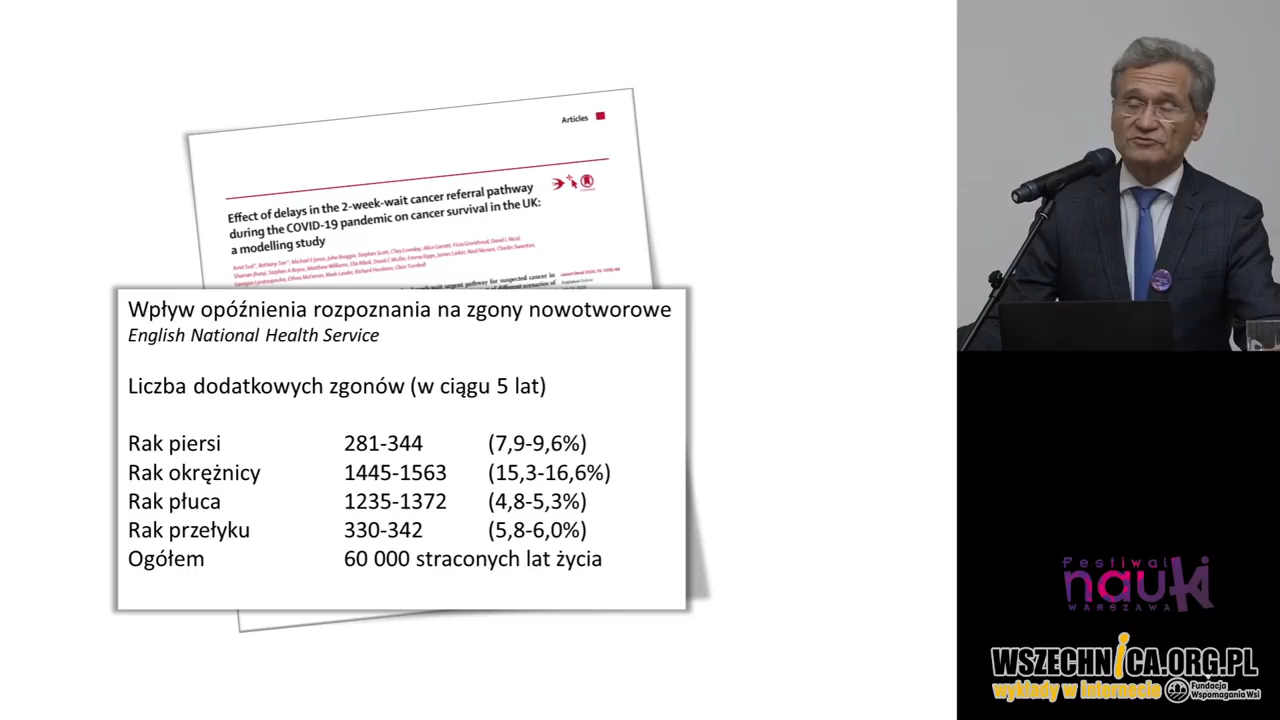 Articles
Effect of delays in the 2-week-wait cancer referral pathway
during the COVID-19 pandemic on cancer survival in the UK:
a modelling study
Wpływ opóźnienia rozpoznania na zgony nowotworowe
English National Health Service
Liczba dodatkowych zgonów (w ciągu 5 lat)
Rak piersi 281-344 (7,9-9,6%)
Rak okrężnicy 1445-1563 (15,3-16,6%)
Rak płuca 1235-1372 (4,8-5,3%)
Rak przełyku 330-342 (5,8-6,0%)
Ogółem 60 000 straconych lat życia
Festiwal
nauki
WARSZAWA
WSZECHNICA.ORG.PL
wykłady w internecie
Fundacja
Wspomagania Wsi